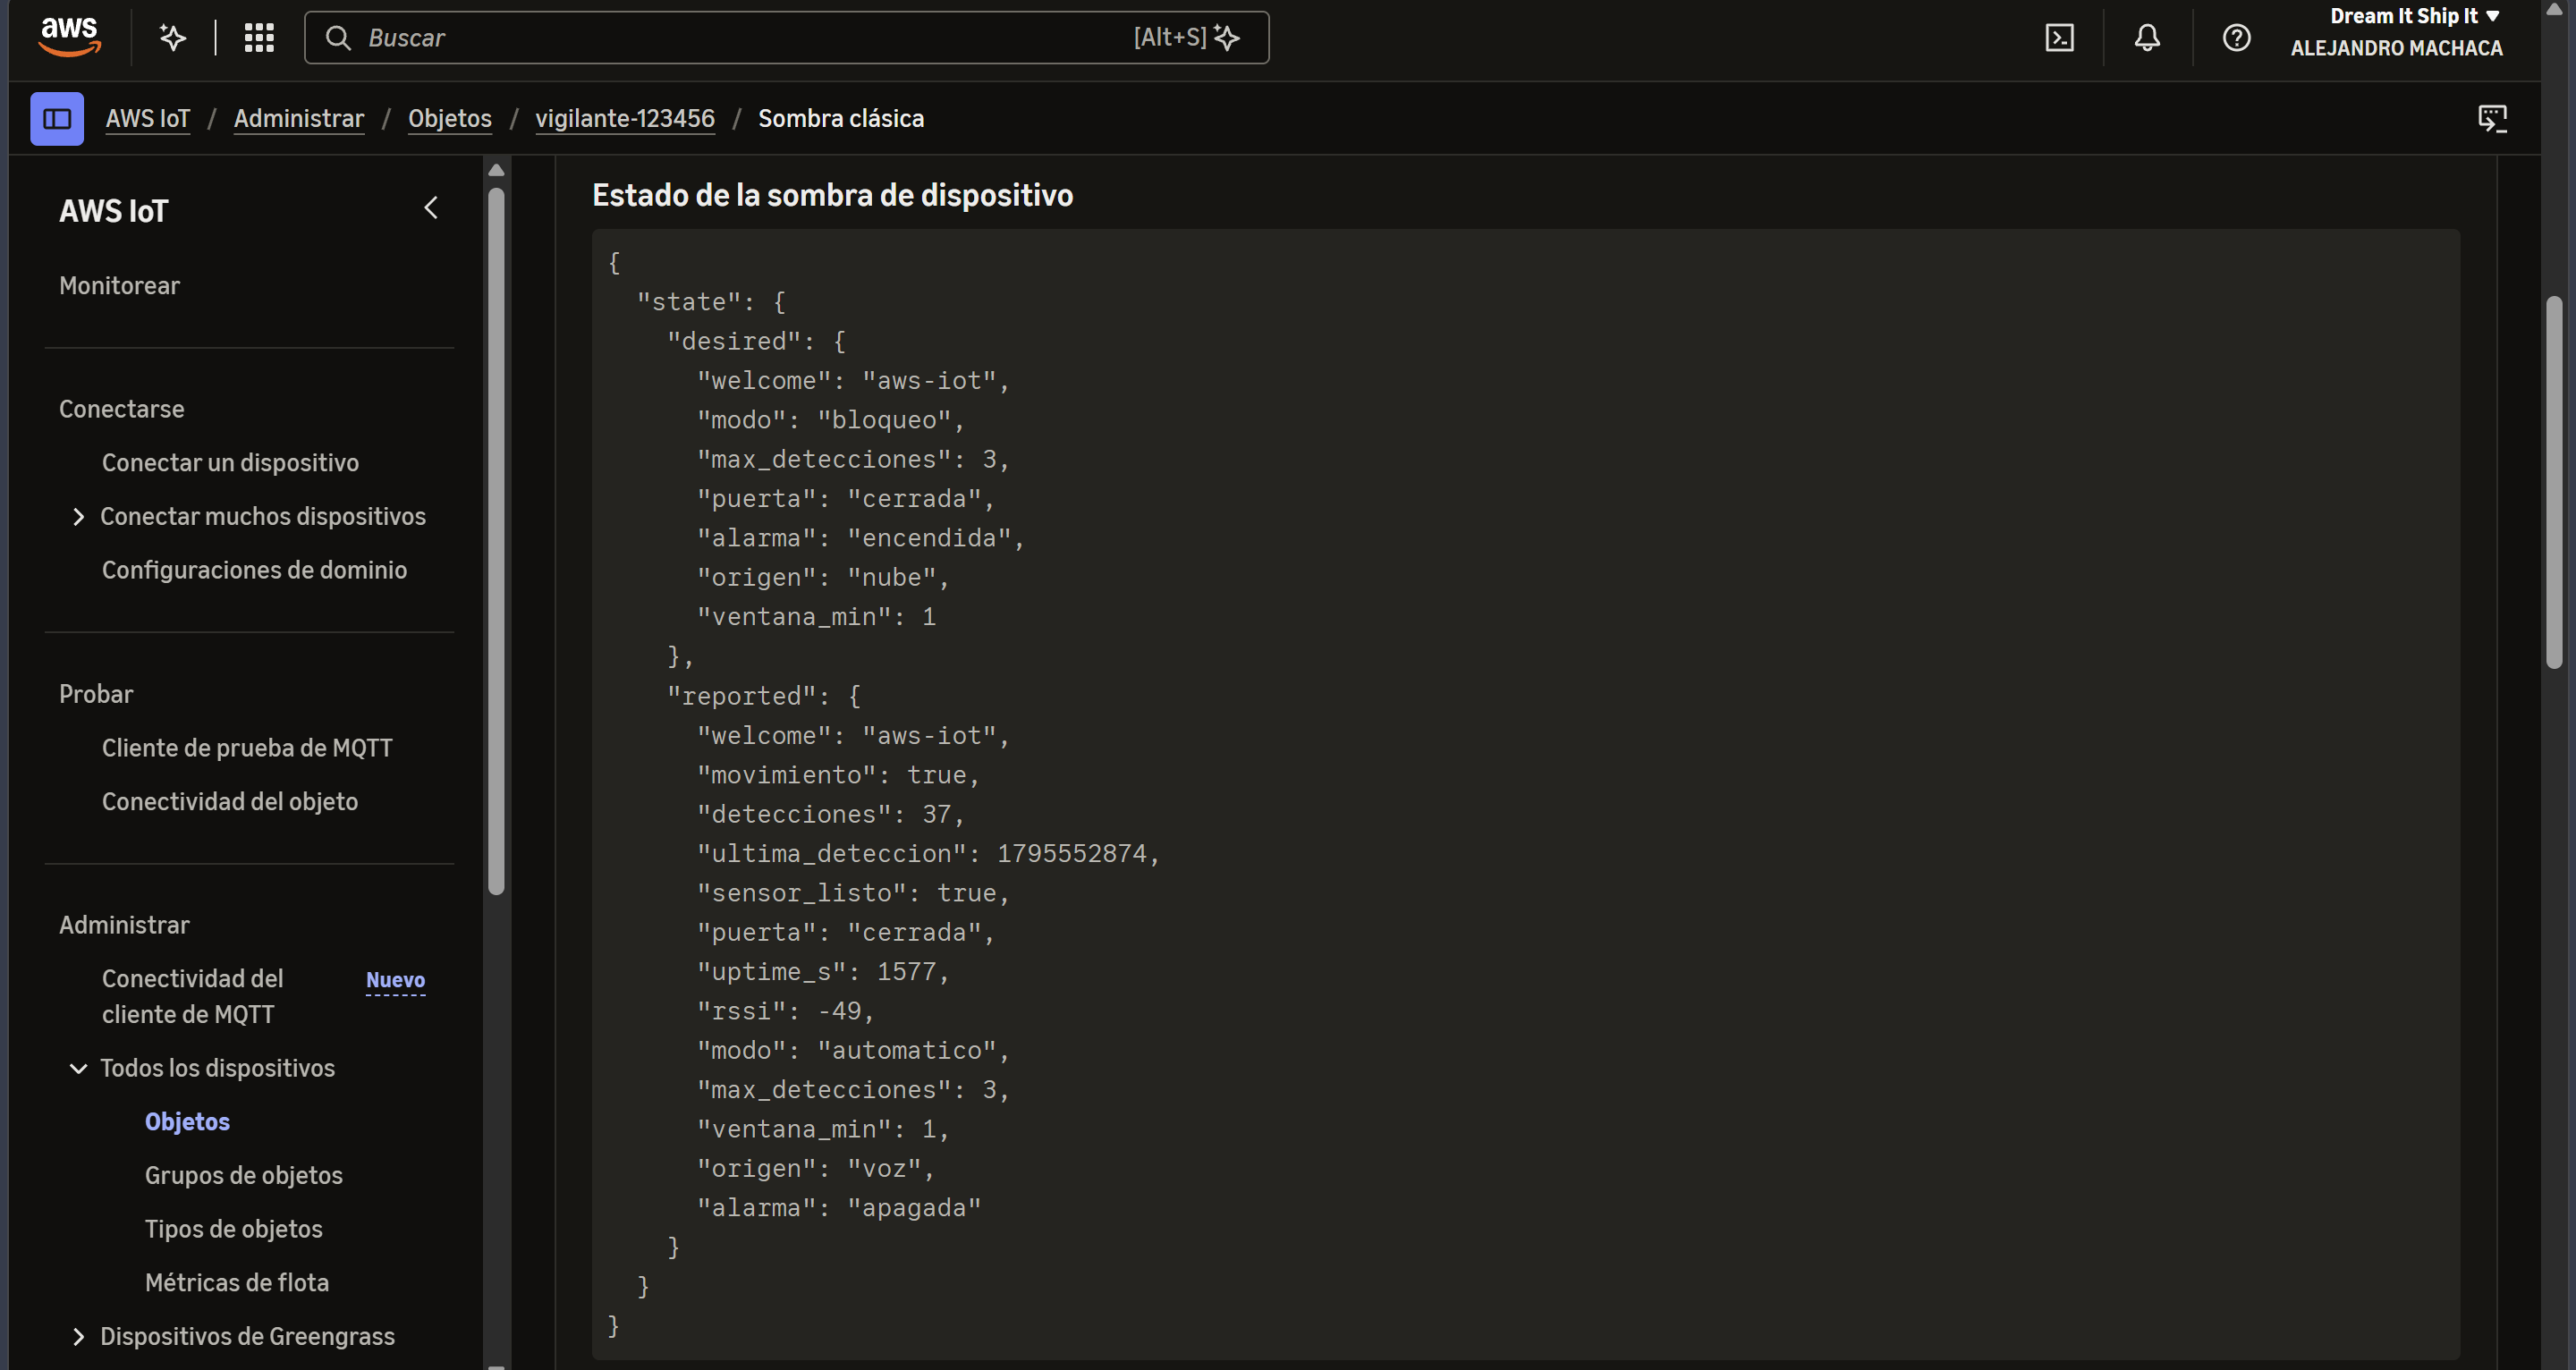 aws
Buscar
[Alt+S]
Dream It Ship It
ALEJANDRO MACHACA
AWS IoT / Administrar / Objetos / vigilante-123456 / Sombra clásica
AWS IoT
Monitorear
Conectarse
Conectar un dispositivo
Conectar muchos dispositivos
Configuraciones de dominio
Probar
Cliente de prueba de MQTT
Conectividad del objeto
Administrar
Conectividad del
cliente de MQTT
Nuevo
Todos los dispositivos
Objetos
Grupos de objetos
Tipos de objetos
Métricas de flota
Dispositivos de Greengrass
Estado de la sombra de dispositivo
{
"state": {
"desired": {
"welcome": "aws-iot",
"modo": "bloqueo",
"max_detecciones": 3,
"puerta": "cerrada",
"alarma": "encendida",
"origen": "nube",
"ventana_min": 1
},
"reported": {
"welcome": "aws-iot",
"movimiento": true,
"detecciones": 37,
"ultima_deteccion": 1795552874,
"sensor_listo": true,
"puerta": "cerrada",
"uptime_s": 1577,
"rssi": -49,
"modo": "automatico",
"max_detecciones": 3,
"ventana_min": 1,
"origen": "voz",
"alarma": "apagada"
}
}
}